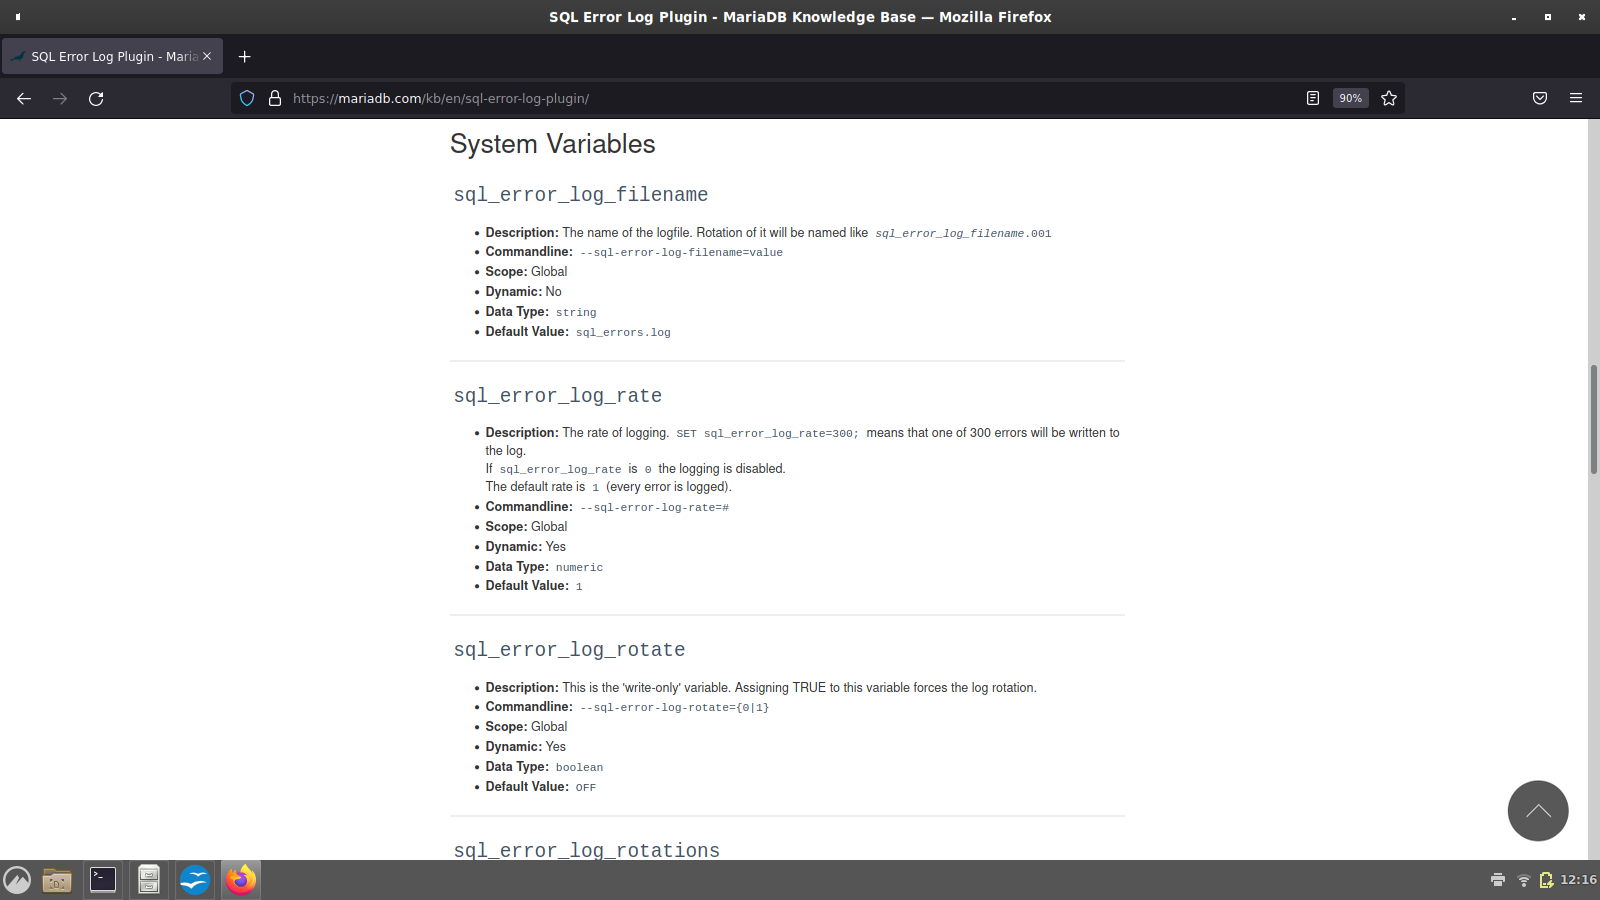 SQL Error Log Plugin - MariaDB Knowledge Base — Mozilla Firefox
SQL Error Log Plugin - Maria
https://mariadb.com/kb/en/sql-error-log-plugin/
90%
System Variables
sql_error_log_filename
• Description: The name of the logfile. Rotation of it will be named like sql_error_log_filename.001
• Commandline: --sql-error-log-filename=value
• Scope: Global
• Dynamic: No
• Data Type: string
• Default Value: sql_errors.log
sql_error_log_rate
• Description: The rate of logging. SET sql_error_log_rate=300; means that one of 300 errors will be written to
the log.
If sql_error_log_rate is 0 the logging is disabled.
The default rate is 1 (every error is logged).
• Commandline: --sql-error-log-rate=#
• Scope: Global
• Dynamic: Yes
• Data Type: numeric
• Default Value: 1
sql_error_log_rotate
• Description: This is the 'write-only' variable. Assigning TRUE to this variable forces the log rotation.
• Commandline: --sql-error-log-rotate={0|1}
• Scope: Global
• Dynamic: Yes
• Data Type: boolean
• Default Value: OFF
sql_error_log_rotations
12:16